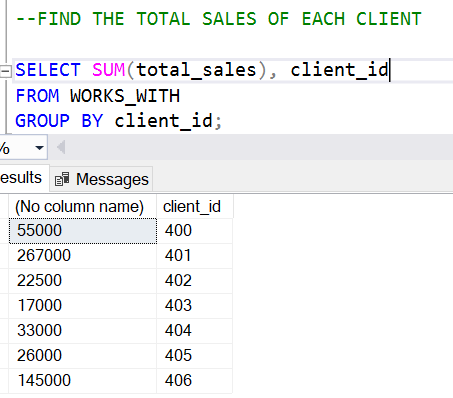 --FIND THE TOTAL SALES OF EACH CLIENT
SELECT SUM(total_sales), client_id
FROM WORKS_WITH
GROUP BY client_id;
%
esults Messages
(No column name) client_id
55000 400
267000 401
22500 402
17000 403
33000 404
26000 405
145000 406